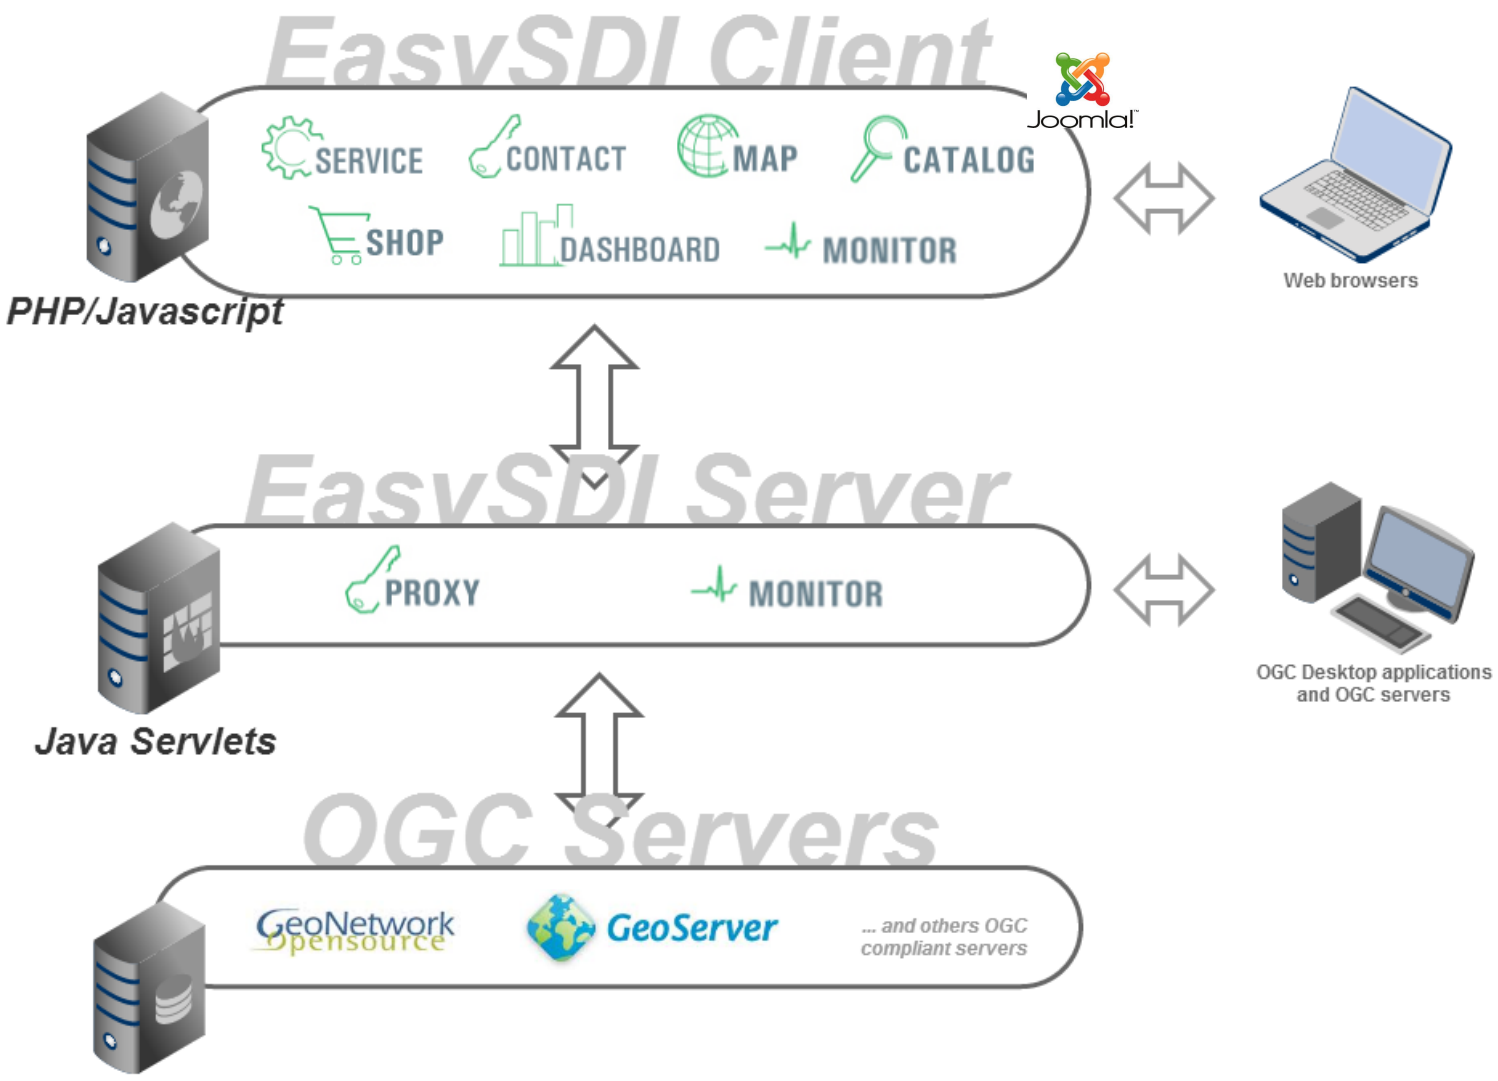 EasySDI Client
Joomla!™
SERVICE
CONTACT
MAP
CATALOG
SHOP
DASHBOARD
MONITOR
Web browsers
PHP/Javascript
EasySDI Server
PROXY
MONITOR
OGC Desktop applications
and OGC servers
Java Servlets
OGC Servers
GeoNetwork
opensource
GeoServer
... and others OGC
compliant servers